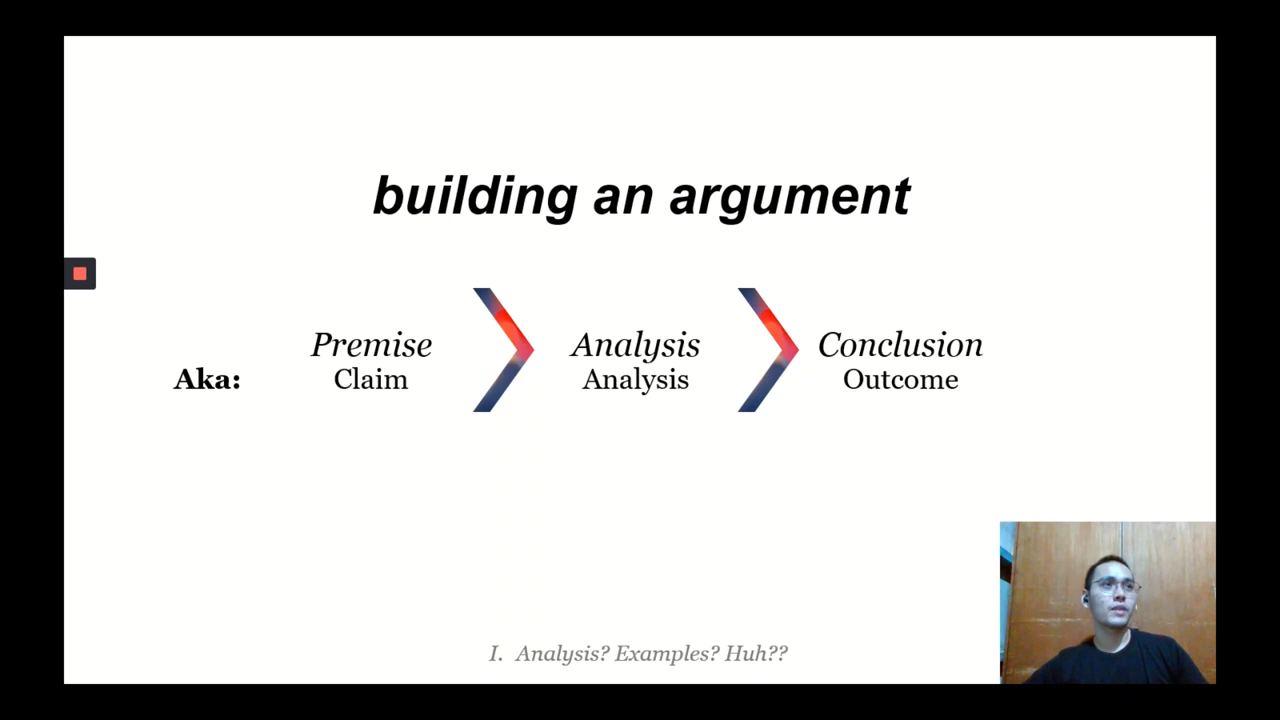 building an argument
Premise Analysis Conclusion
Aka: Claim Analysis Outcome
I. Analysis? Examples? Huh??